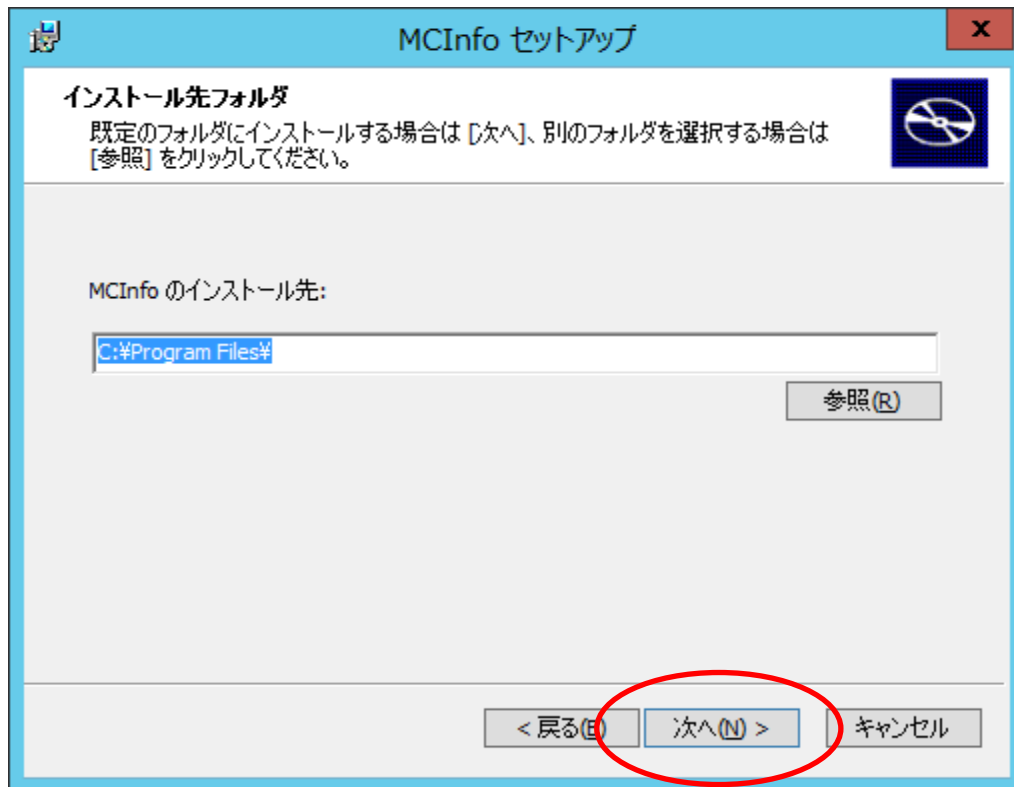 MCInfo セットアップ
x
インストール先フォルダ
既定のフォルダにインストールする場合は [次へ]、別のフォルダを選択する場合は
[参照] をクリックしてください。
MCInfo のインストール先:
C:¥Program Files¥
参照(R)
< 戻る(B) 次へ(N) > キャンセル